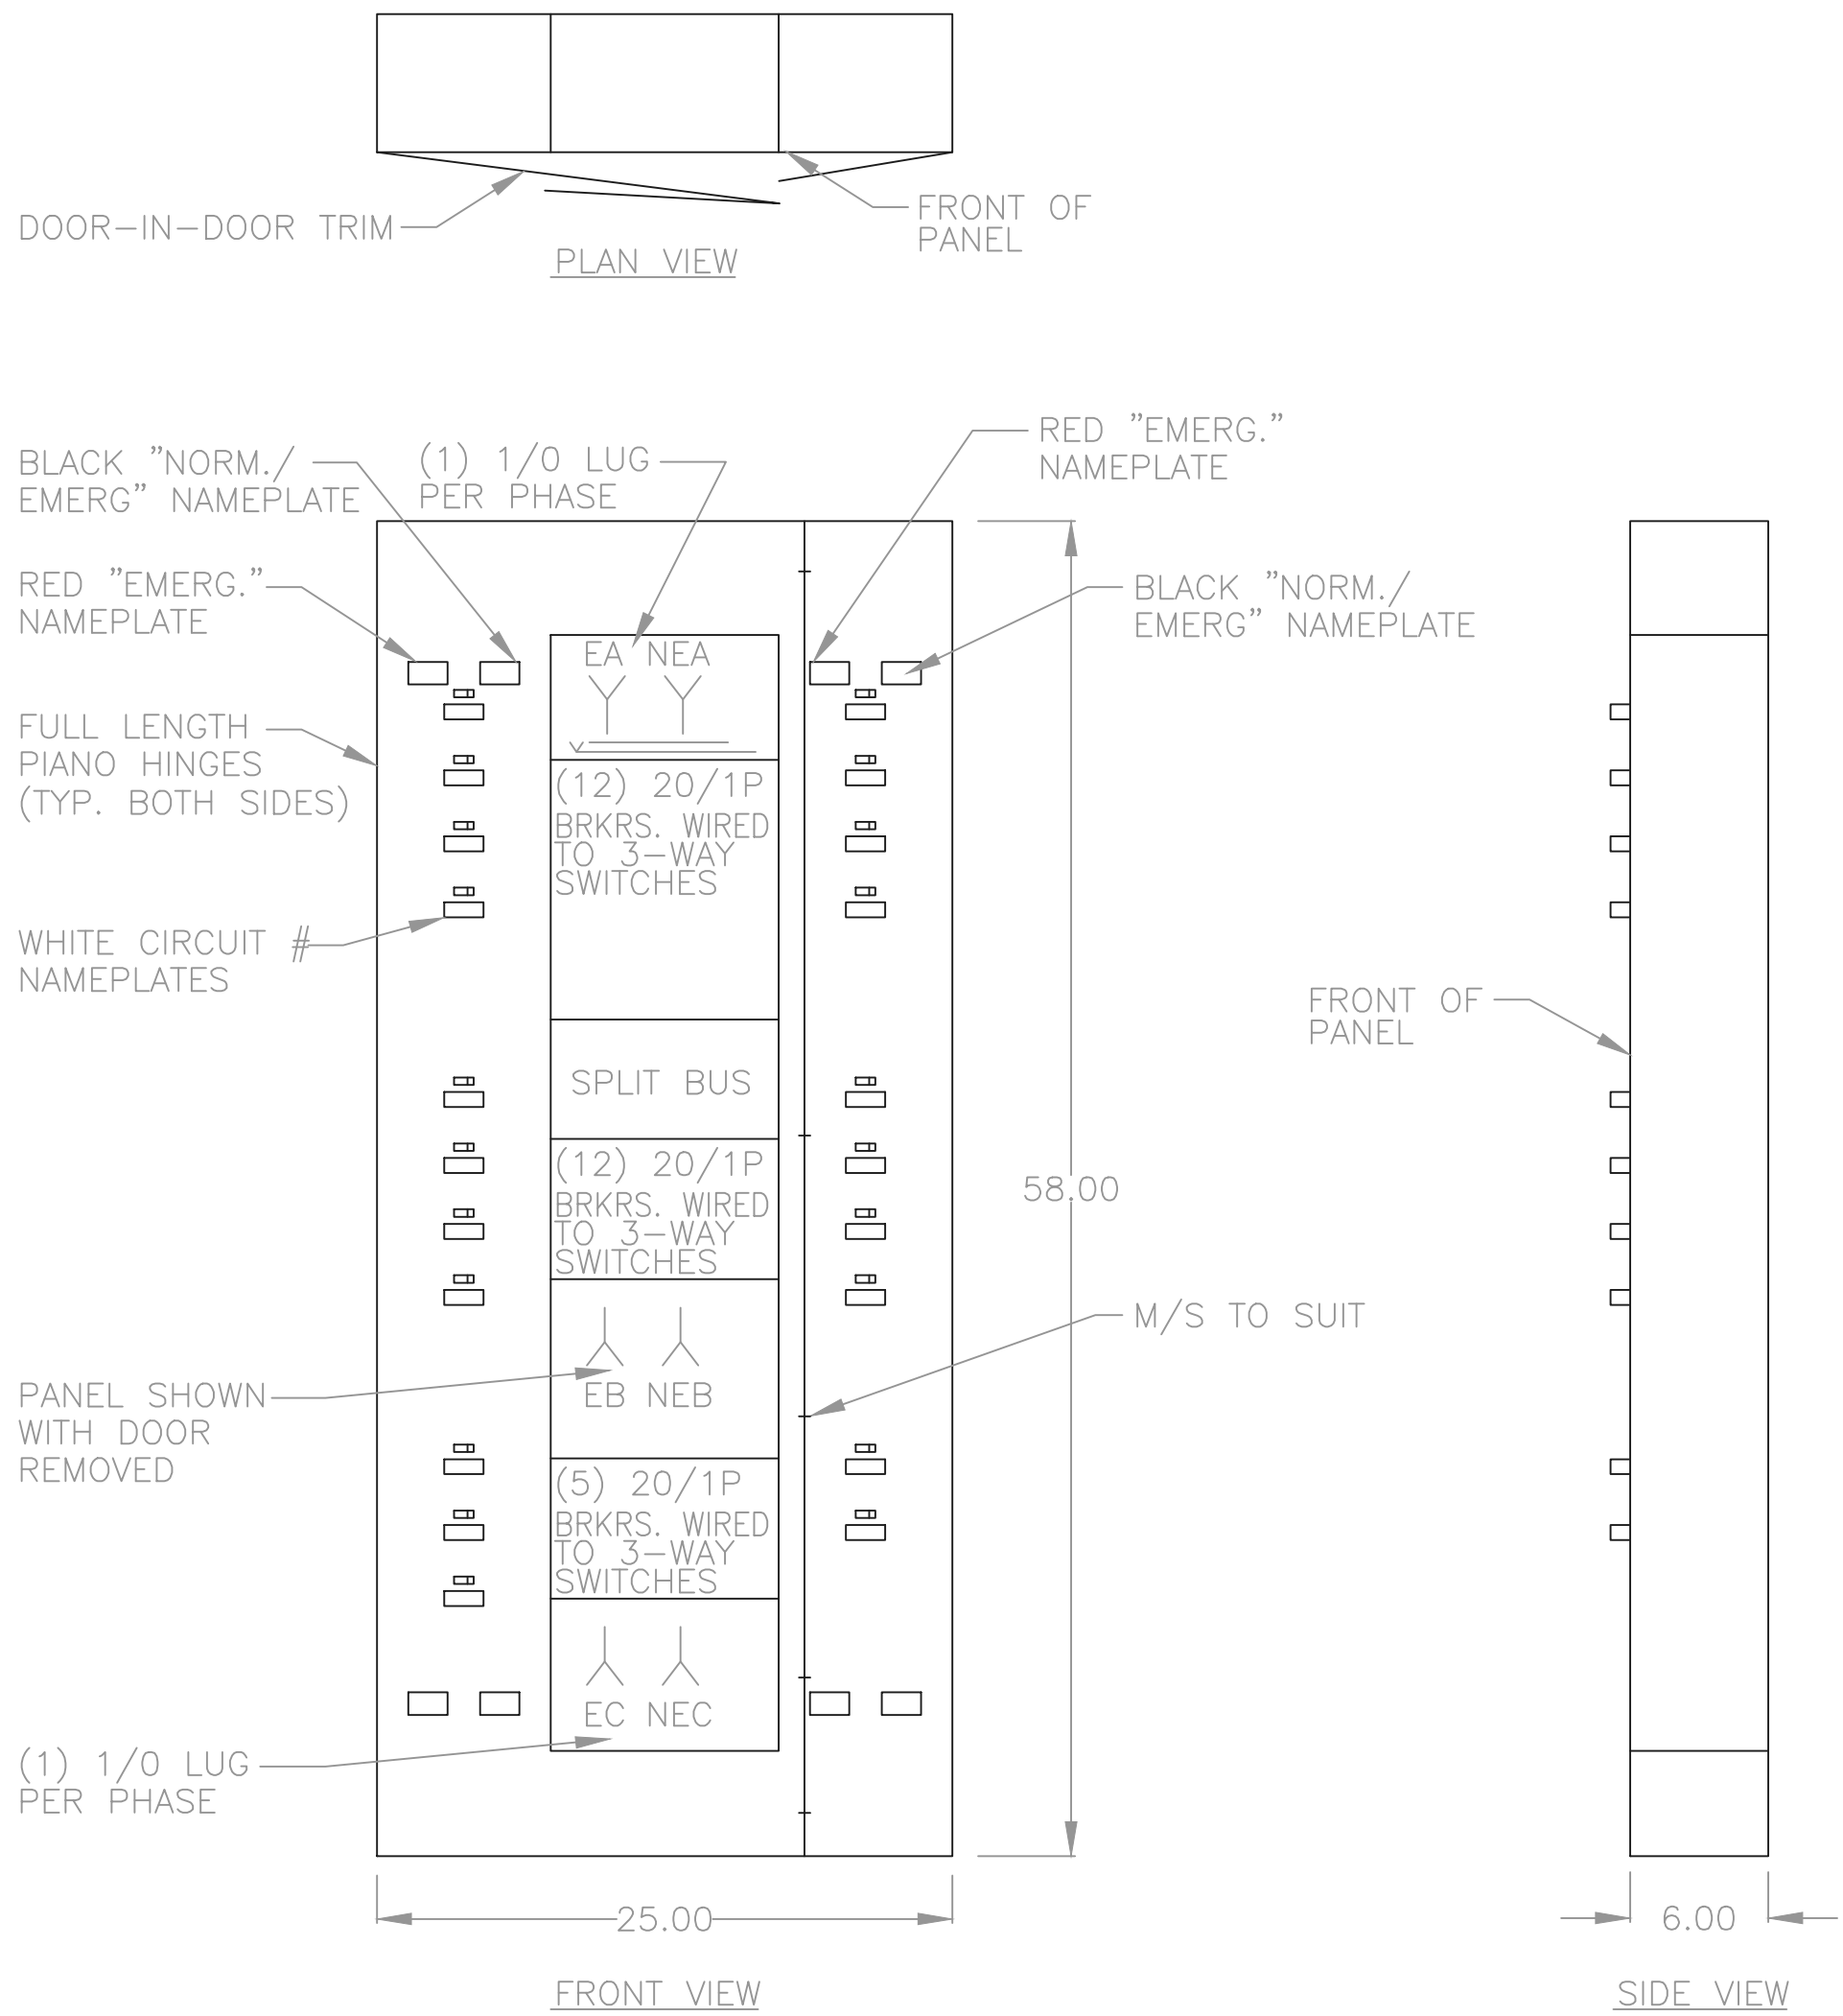 DOOR-IN-DOOR TRIM
FRONT OF
PANEL
PLAN VIEW
BLACK "NORM./
EMERG" NAMEPLATE
(1) 1/0 LUG
PER PHASE
RED "EMERG."
NAMEPLATE
RED "EMERG."
NAMEPLATE
BLACK "NORM./
EMERG" NAMEPLATE
FULL LENGTH
PIANO HINGES
(TYP. BOTH SIDES)
WHITE CIRCUIT #
NAMEPLATES
EA NEA
(12) 20/1P
BRKRS. WIRED
TO 3-WAY
SWITCHES
SPLIT BUS
(12) 20/1P
BRKRS. WIRED
TO 3-WAY
SWITCHES
EB NEB
(5) 20/1P
BRKRS. WIRED
TO 3-WAY
SWITCHES
EC NEC
FRONT OF
PANEL
58.00
M/S TO SUIT
PANEL SHOWN
WITH DOOR
REMOVED
(1) 1/0 LUG
PER PHASE
25.00
6.00
FRONT VIEW
SIDE VIEW